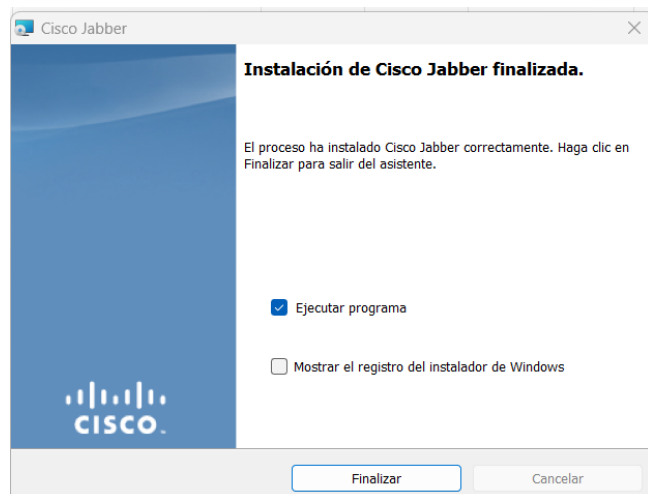 Cisco Jabber
Instalación de Cisco Jabber finalizada.
El proceso ha instalado Cisco Jabber correctamente. Haga clic en
Finalizar para salir del asistente.
Ejecutar programa
Mostrar el registro del instalador de Windows
CISCO
Finalizar
Cancelar